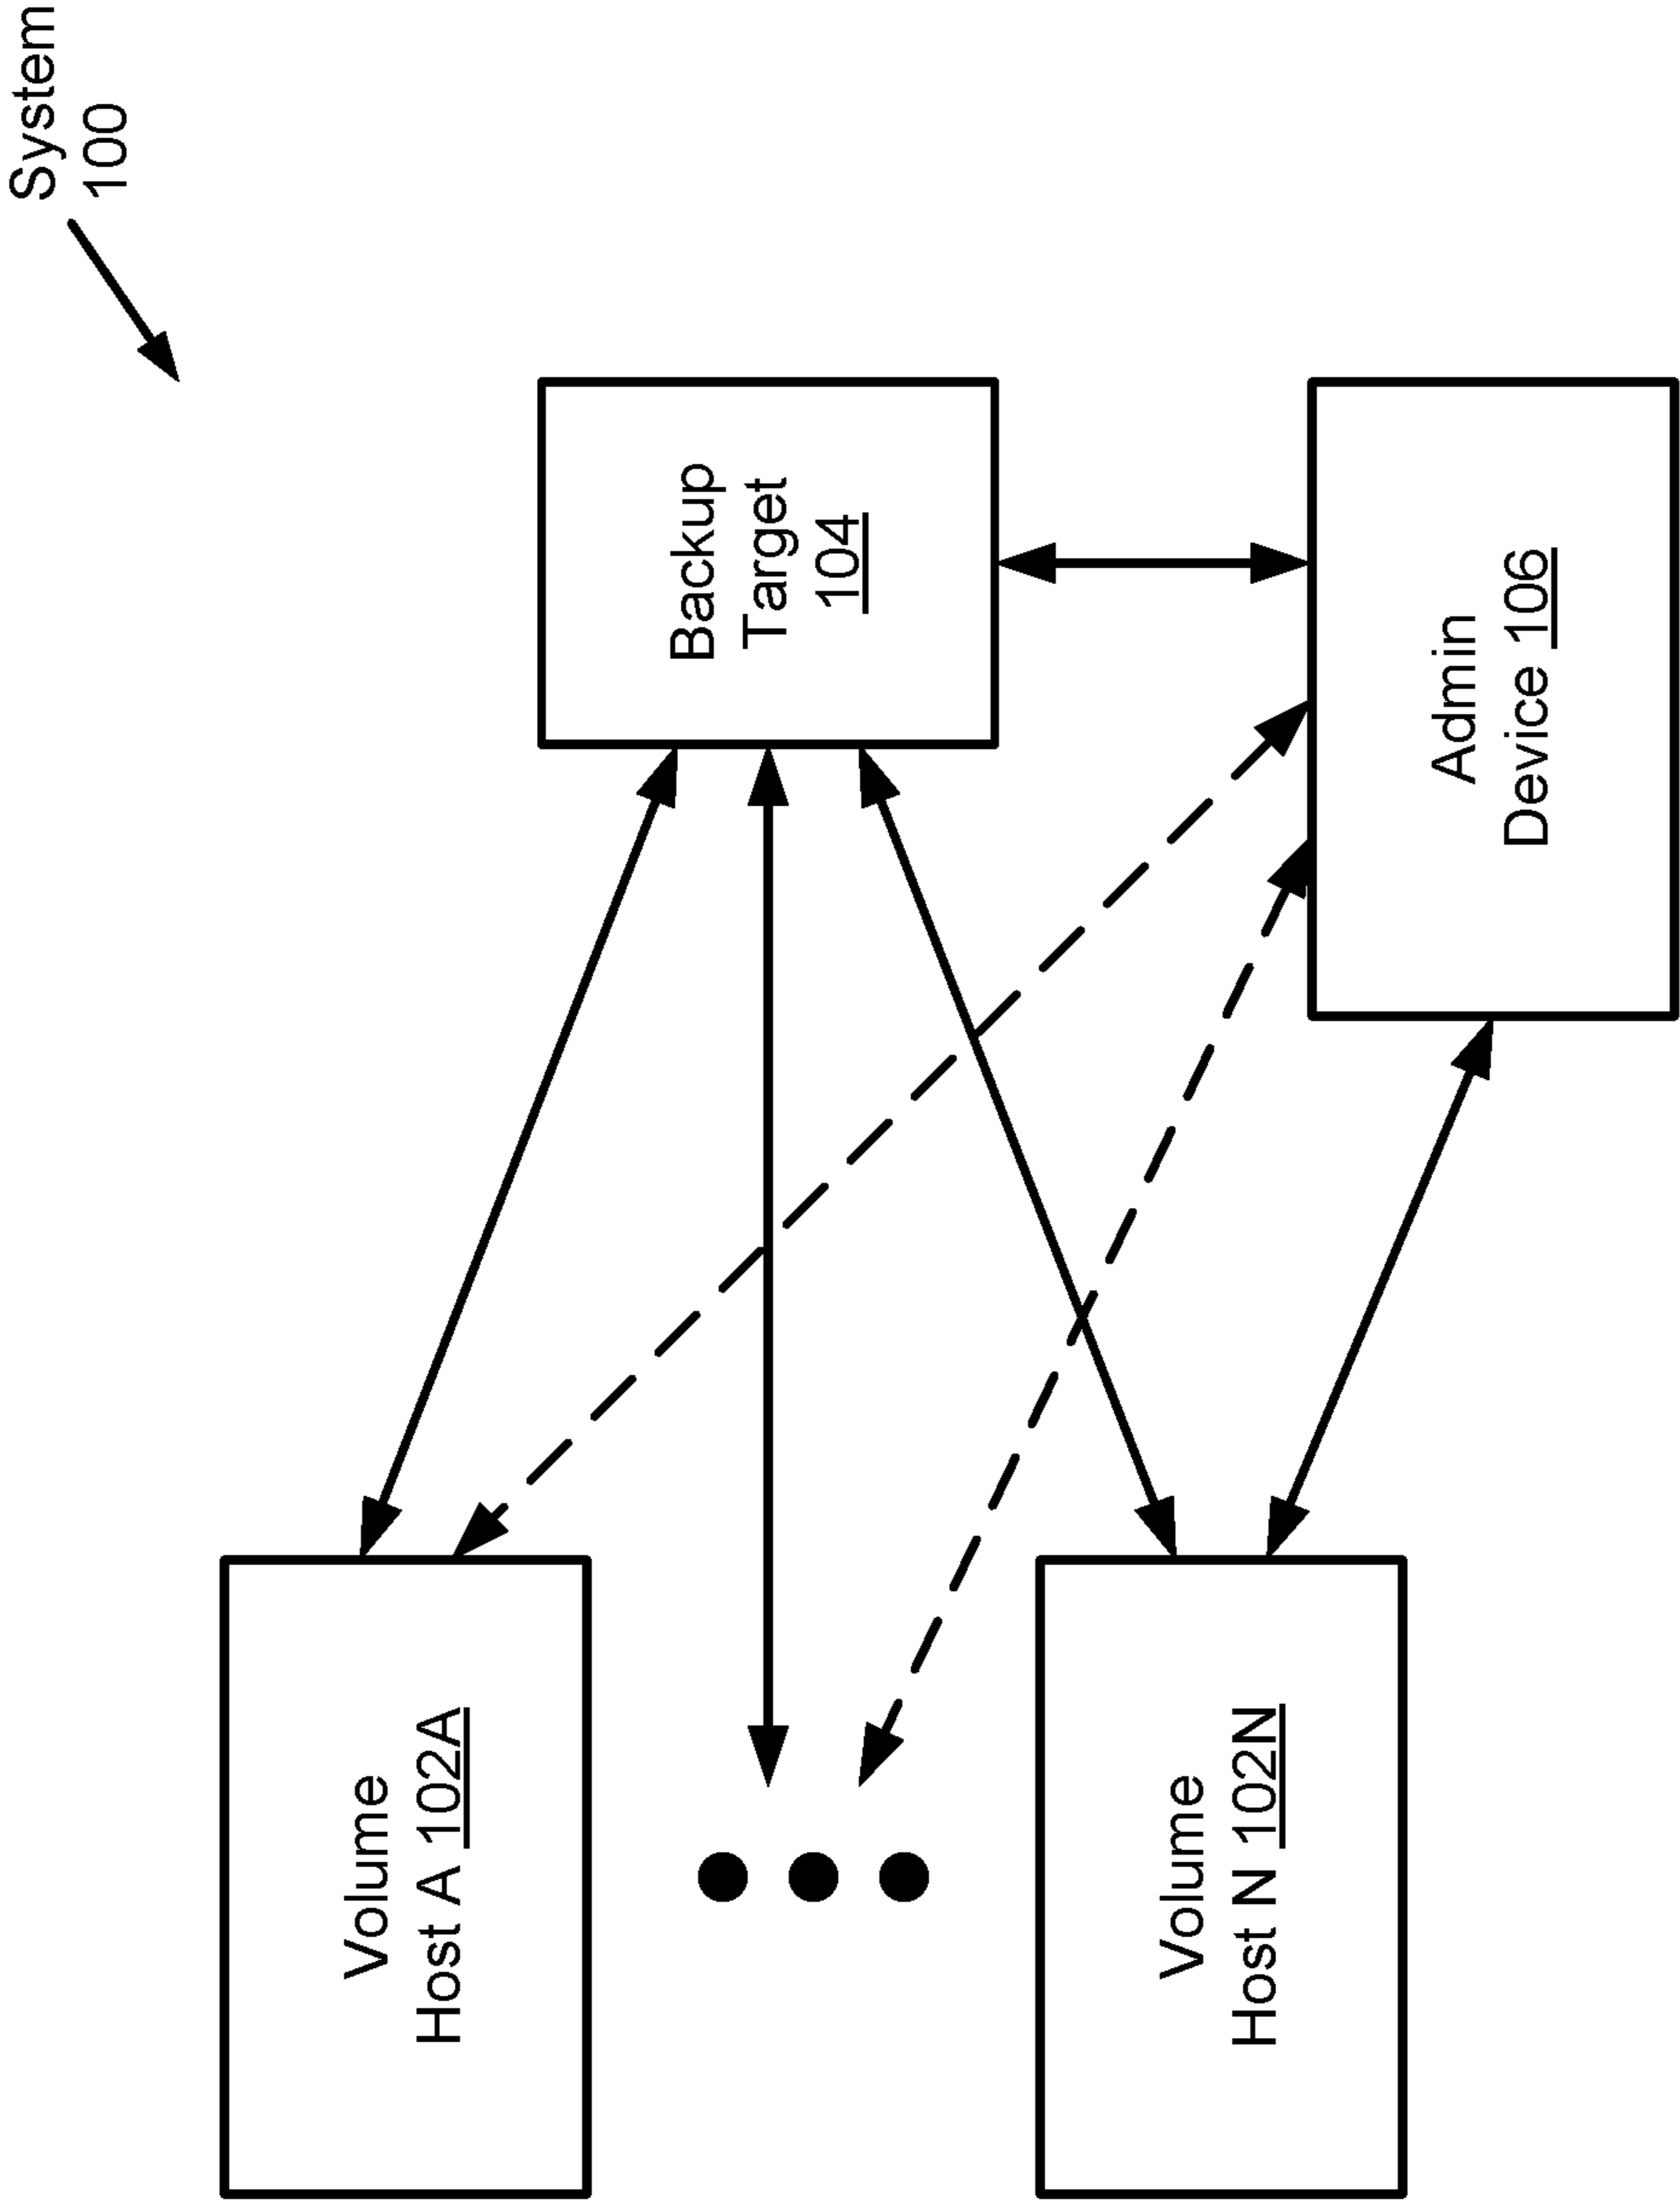 System
100
Volume
Host A 102A
Backup
Target
104
Volume
Host N 102N
Admin
Device 106